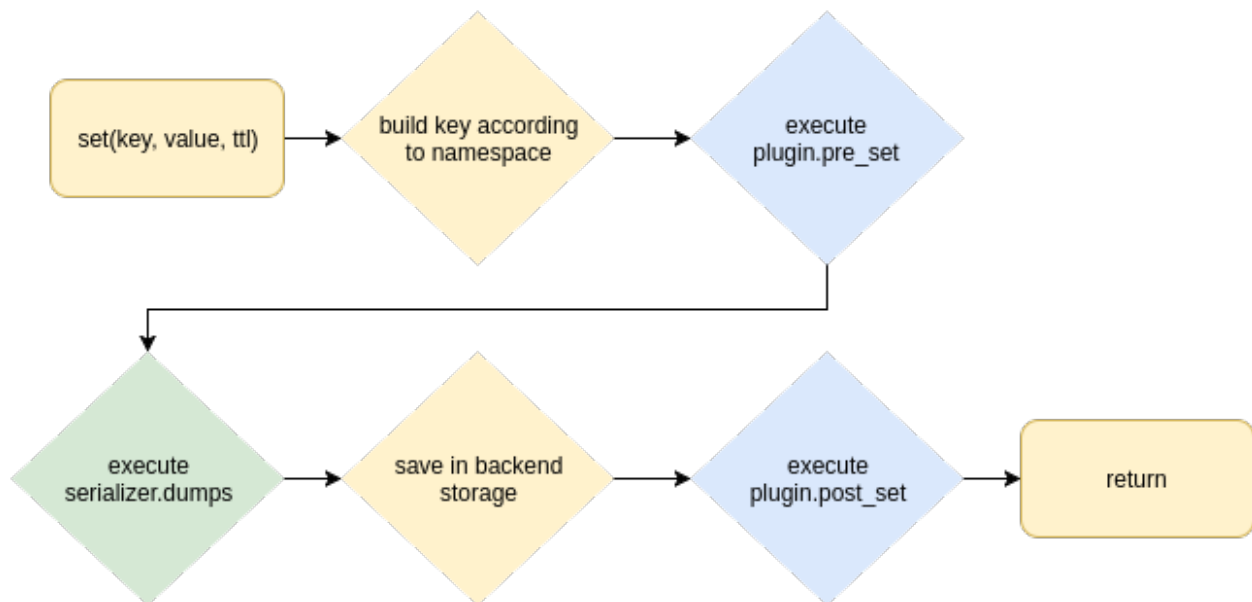 set(key, value, ttl)
build key according
to namespace
execute
plugin.pre_set
execute
serializer.dumps
save in backend
storage
execute
plugin.post_set
return